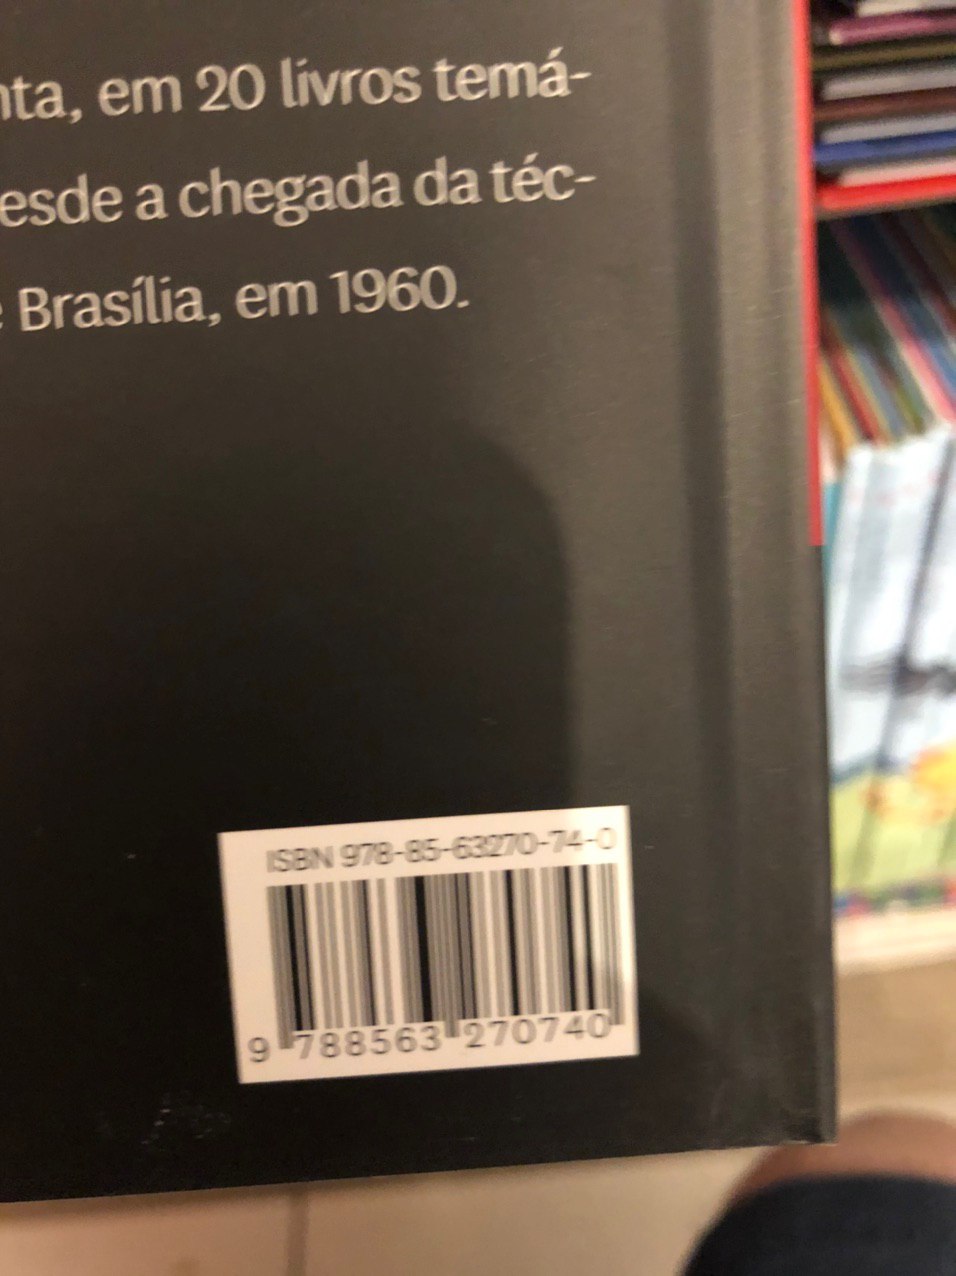 nta, em 20 livros temá-
esde a chegada da téc-
e Brasília, em 1960.
ISBN 978-85-63270-74-0
9 788563 270740